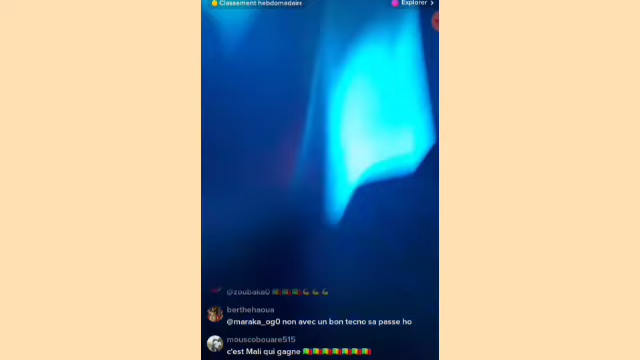 Classement hebdomadaire
Explorer >
@zoubaka0
berthehaoua
@maraka_og0 non avec un bon tecno sa passe ho
mouscobouare515
c'est Mali qui gagne